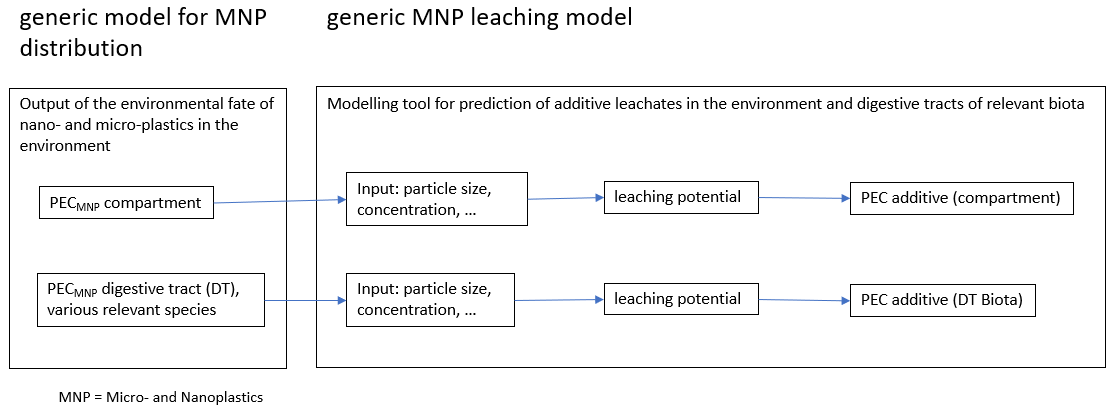 generic model for MNP
distribution
generic MNP leaching model
Output of the environmental fate of
nano- and micro-plastics in the
environment
Modelling tool for prediction of additive leachates in the environment and digestive tracts of relevant biota
PECMNP compartment
Input: particle size,
concentration, ...
leaching potential
PEC additive (compartment)
PECMNP digestive tract (DT),
various relevant species
Input: particle size,
concentration, ...
leaching potential
PEC additive (DT Biota)
MNP = Micro- and Nanoplastics